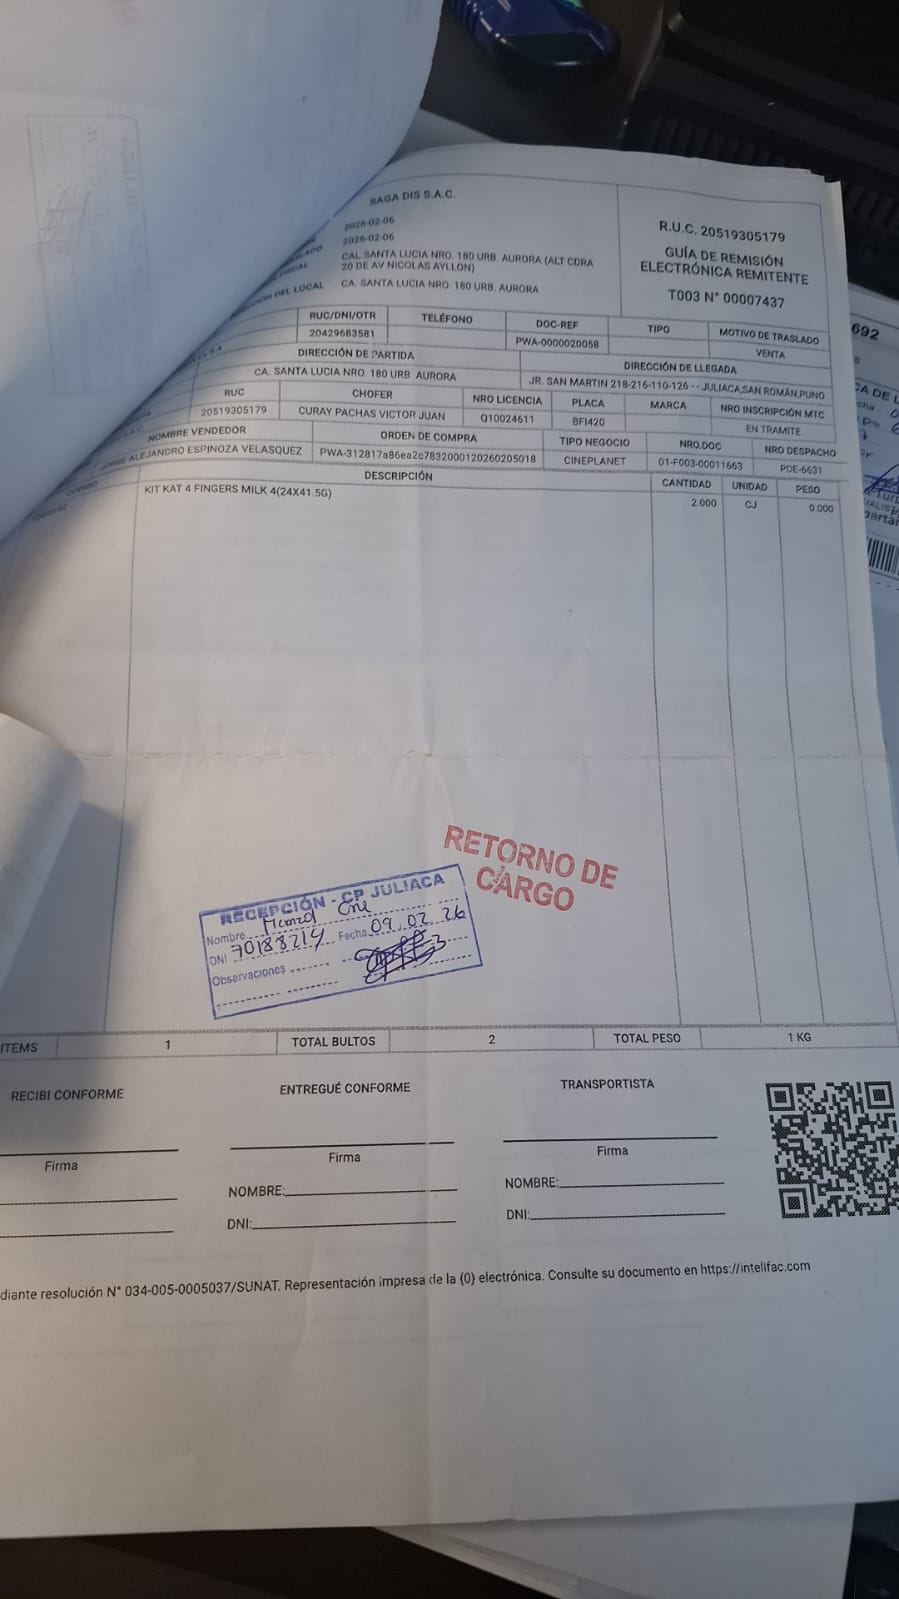 SAGA DIS S.A.C.
2026-02-06
2026-02-06
CAL.SANTA LUCIA NRO. 180 URB. AURORA (ALT CDRA
20 DE AV NICOLAS AYLLON)
DEL LOCAL CA. SANTA LUCIA NRO. 180 URB. AURORA
R.U.C. 20519305179
GUÍA DE REMISIÓN
ELECTRÓNICA REMITENTE
T003 N° 00007437
RUC/DNI/OTR TELÉFONO DOC-REF TIPO MOTIVO DE TRASLADO
20429683581 PWA-0000020058 VENTA
DIRECCIÓN DE PARTIDA DIRECCIÓN DE LLEGADA
CA. SANTA LUCIA NRO. 180 URB AURORA JR. SAN MARTIN 218-216-110-126 - - JULIACA,SAN ROMÁN,PUNO
RUC CHOFER NRO LICENCIA PLACA MARCA NRO INSCRIPCIÓN MTC
20519305179 CURAY PACHAS VICTOR JUAN Q10024611 BFI420 EN TRAMITE
NOMBRE VENDEDOR ORDEN DE COMPRA TIPO NEGOCIO NRO.DOC NRO DESPACHO
JORGE ALEJANDRO ESPINOZA VELASQUEZ PWA-312817a86ea2c7832000120260205018 CINEPLANET 01-F003-00011663 PDE-6631
DESCRIPCIÓN CANTIDAD UNIDAD PESO
KIT KAT 4 FINGERS MILK 4(24X41.5G) 2.000 CJ 0.000
RETORNO DE
CARGO
RECEPCIÓN - CP JULIACA
Nombre
DNI 70188214 Fecha 09.02.26
Observaciones
ITEMS 1 TOTAL BULTOS 2 TOTAL PESO 1 KG
RECIBI CONFORME ENTREGUÉ CONFORME TRANSPORTISTA
Firma Firma Firma
NOMBRE: NOMBRE:
DNI: DNI:
diante resolución N° 034-005-0005037/SUNAT. Representación impresa de la {0} electrónica. Consulte su documento en https://intelifac.com
692